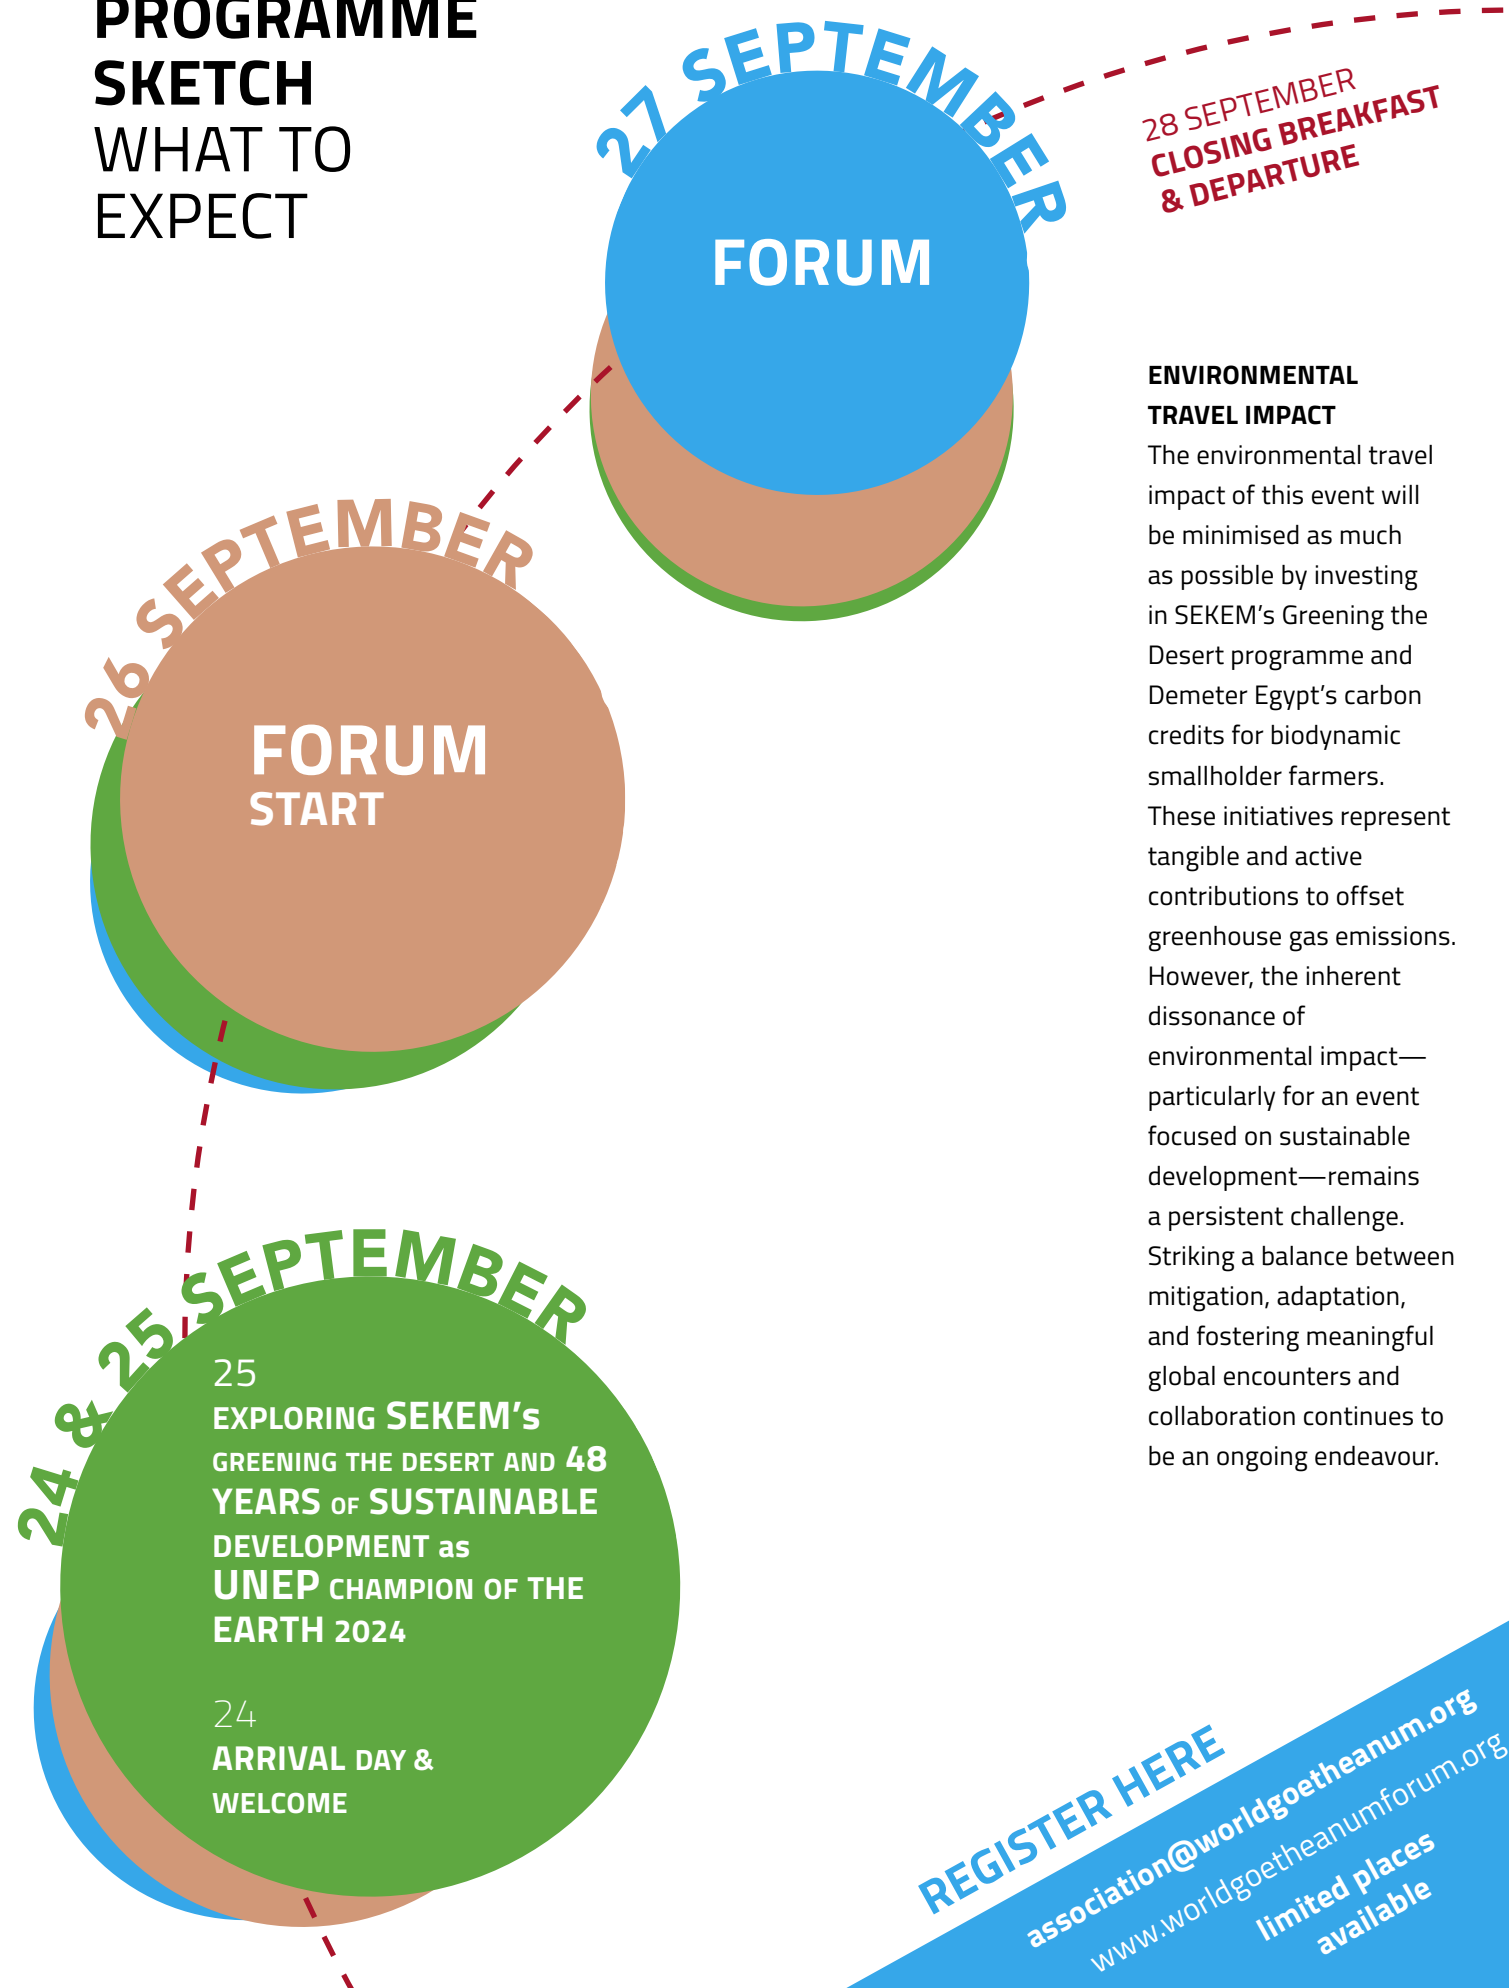 PROGRAMME
SKETCH
WHAT TO
EXPECT
27 SEPTEMBER
FORUM
28 SEPTEMBER
CLOSING BREAKFAST
& DEPARTURE
26 SEPTEMBER
FORUM
START
24 & 25 SEPTEMBER
25
EXPLORING SEKEM's
GREENING THE DESERT AND 48
YEARS OF SUSTAINABLE
DEVELOPMENT as
UNEP CHAMPION OF THE
EARTH 2024
24
ARRIVAL DAY &
WELCOME
ENVIRONMENTAL
TRAVEL IMPACT
The environmental travel
impact of this event will
be minimised as much
as possible by investing
in SEKEM's Greening the
Desert programme and
Demeter Egypt's carbon
credits for biodynamic
smallholder farmers.
These initiatives represent
tangible and active
contributions to offset
greenhouse gas emissions.
However, the inherent
dissonance of
environmental impact—
particularly for an event
focused on sustainable
development—remains
a persistent challenge.
Striking a balance between
mitigation, adaptation,
and fostering meaningful
global encounters and
collaboration continues to
be an ongoing endeavour.
REGISTER HERE
association@worldgoetheanum.org
www.worldgoetheanumforum.org
limited places
available